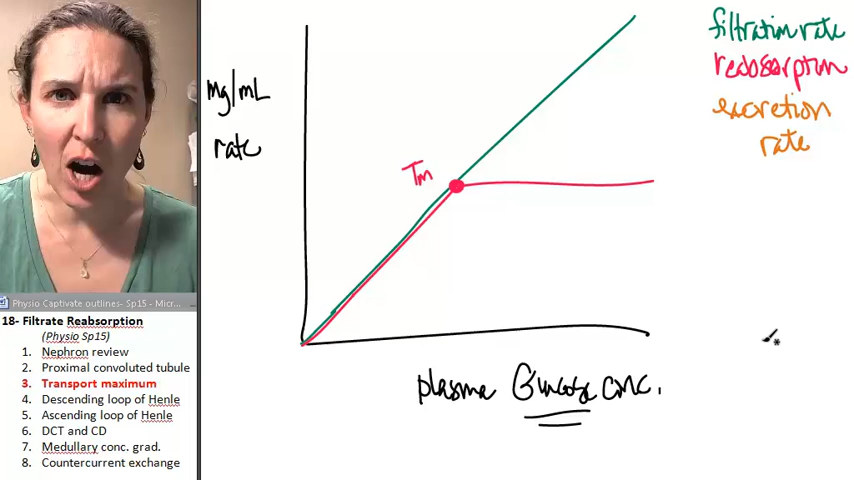 mg/mL
rate
Tm
plasma Glucose conc.
filtration rate
reabsorption
excretion
rate
Physio Captivate outlines- Sp15 - Micr...
18- Filtrate Reabsorption
(Physio Sp15)
1. Nephron review
2. Proximal convoluted tubule
3. Transport maximum
4. Descending loop of Henle
5. Ascending loop of Henle
6. DCT and CD
7. Medullary conc. grad.
8. Countercurrent exchange